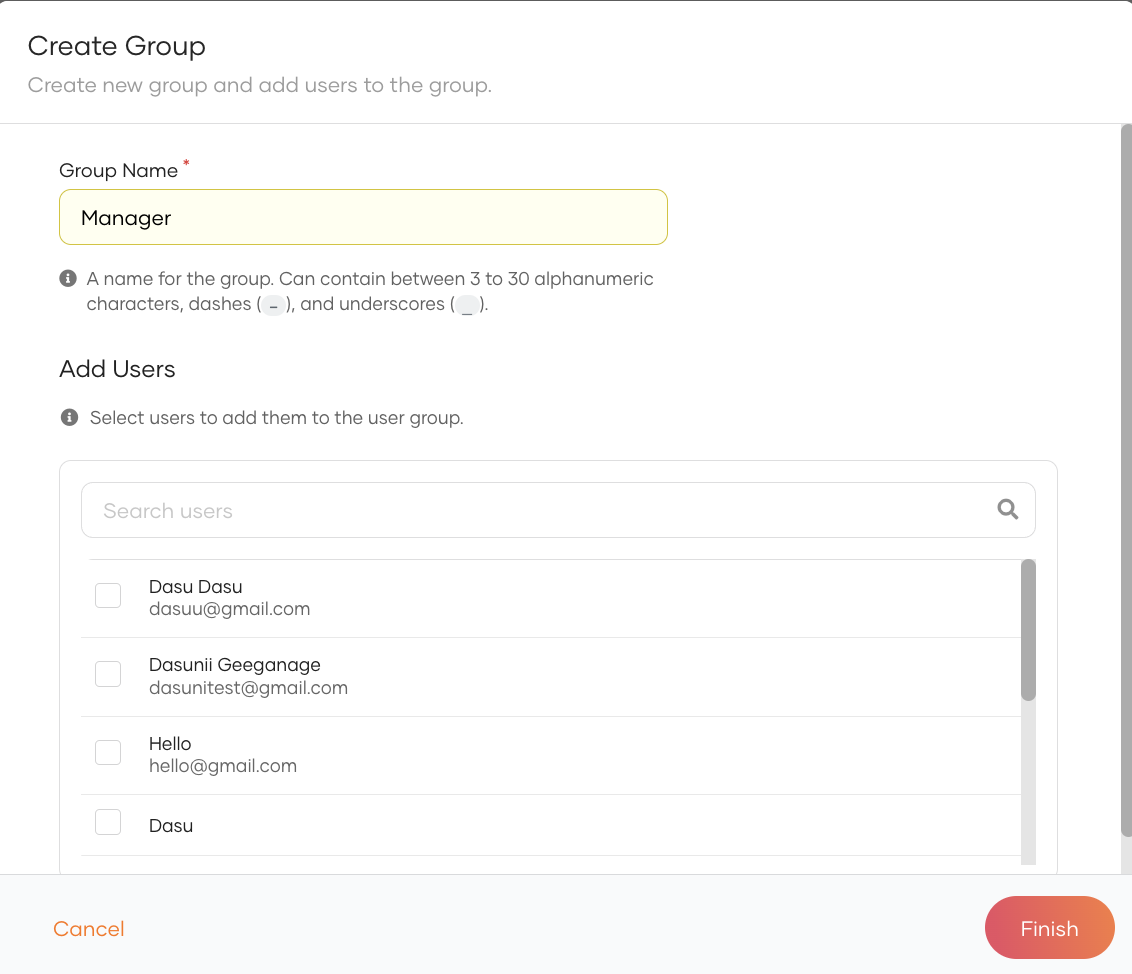 Create Group
Create new group and add users to the group.
Group Name *
Manager
A name for the group. Can contain between 3 to 30 alphanumeric
characters, dashes (-), and underscores (_).
Add Users
Select users to add them to the user group.
Search users
Dasu Dasu
dasuu@gmail.com
Dasunii Geeganage
dasunitest@gmail.com
Hello
hello@gmail.com
Dasu
Cancel
Finish